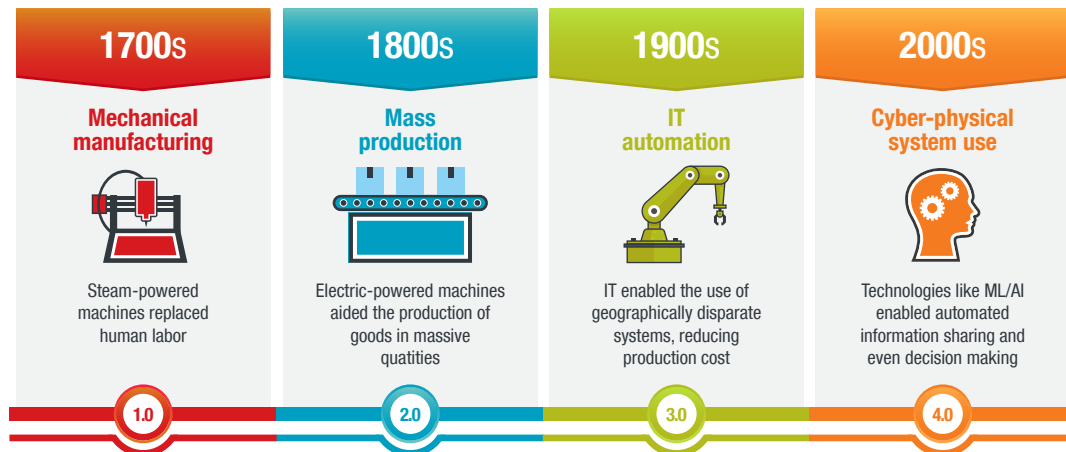 1700s
Mechanical
manufacturing
Steam-powered
machines replaced
human labor
1.0
1800s
Mass
production
Electric-powered machines
aided the production of
goods in massive
quatities
2.0
1900s
IT
automation
IT enabled the use of
geographically disparate
systems, reducing
production cost
3.0
2000s
Cyber-physical
system use
Technologies like ML/AI
enabled automated
information sharing and
even decision making
4.0